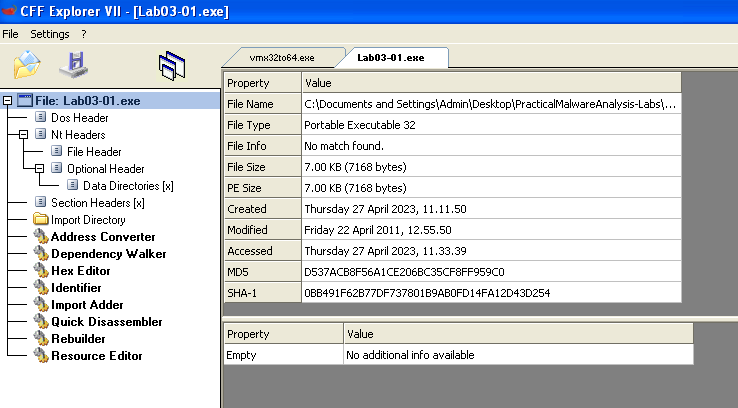 CFF Explorer VII - [Lab03-01.exe]
File Settings ?
vmx32to64.exe Lab03-01.exe
File: Lab03-01.exe
Dos Header
Nt Headers
File Header
Optional Header
Data Directories [x]
Section Headers [x]
Import Directory
Address Converter
Dependency Walker
Hex Editor
Identifier
Import Adder
Quick Disassembler
Rebuilder
Resource Editor
Property Value
File Name C:\Documents and Settings\Admin\Desktop\PracticalMalwareAnalysis-Labs\...
File Type Portable Executable 32
File Info No match found.
File Size 7.00 KB (7168 bytes)
PE Size 7.00 KB (7168 bytes)
Created Thursday 27 April 2023, 11.11.50
Modified Friday 22 April 2011, 12.55.50
Accessed Thursday 27 April 2023, 11.33.39
MD5 D537ACB8F56A1CE206BC35CF8FF959C0
SHA-1 0BB491F62B77DF737801B9AB0FD14FA12D43D254
Property Value
Empty No additional info available